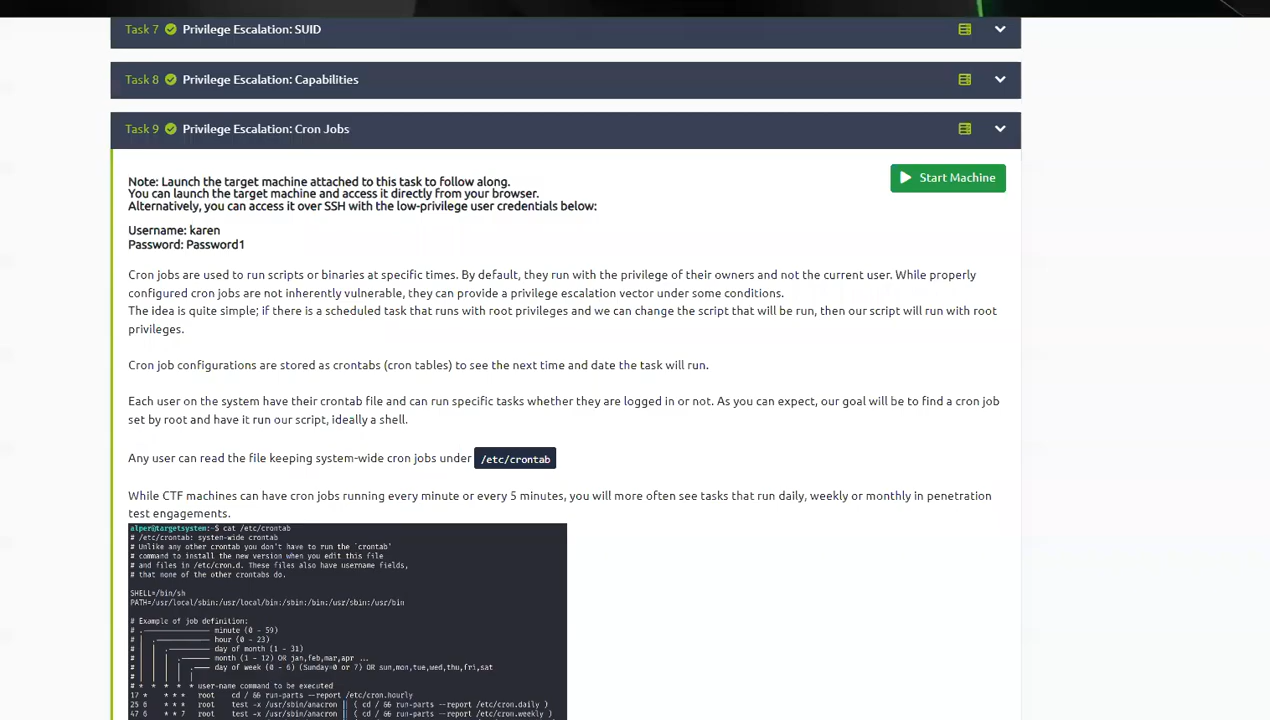 Task 7 Privilege Escalation: SUID
Task 8 Privilege Escalation: Capabilities
Task 9 Privilege Escalation: Cron Jobs
Note: Launch the target machine attached to this task to follow along.
Start Machine
You can launch the target machine and access it directly from your browser.
Alternatively, you can access it over SSH with the low-privilege user credentials below:
Username: karen
Password: Password1
Cron jobs are used to run scripts or binaries at specific times. By default, they run with the privilege of their owners and not the current user. While properly
configured cron jobs are not inherently vulnerable, they can provide a privilege escalation vector under some conditions.
The idea is quite simple; if there is a scheduled task that runs with root privileges and we can change the script that will be run, then our script will run with root
privileges.
Cron job configurations are stored as crontabs (cron tables) to see the next time and date the task will run.
Each user on the system have their crontab file and can run specific tasks whether they are logged in or not. As you can expect, our goal will be to find a cron job
set by root and have it run our script, ideally a shell.
Any user can read the file keeping system-wide cron jobs under /etc/crontab
While CTF machines can have cron jobs running every minute or every 5 minutes, you will more often see tasks that run daily, weekly or monthly in penetration
test engagements.
alper@targetsystem:~$ cat /etc/crontab
# /etc/crontab: system-wide crontab
# Unlike any other crontab you don't have to run the `crontab'
# command to install the new version when you edit this file
# and files in /etc/cron.d. These files also have username fields,
# that none of the other crontabs do.
SHELL=/bin/sh
PATH=/usr/local/sbin:/usr/local/bin:/sbin:/bin:/usr/sbin:/usr/bin
# Example of job definition:
# .---------------- minute (0 - 59)
# | .------------- hour (0 - 23)
# | | .---------- day of month (1 - 31)
# | | | .------- month (1 - 12) OR jan,feb,mar,apr ...
# | | | | .---- day of week (0 - 6) (Sunday=0 or 7) OR sun,mon,tue,wed,thu,fri,sat
# | | | | |
# * * * * * user-name command to be executed
17 * * * * root cd / && run-parts --report /etc/cron.hourly
25 6 * * * root test -x /usr/sbin/anacron || ( cd / && run-parts --report /etc/cron.daily )
47 6 * * 7 root test -x /usr/sbin/anacron || ( cd / && run-parts --report /etc/cron.weekly )